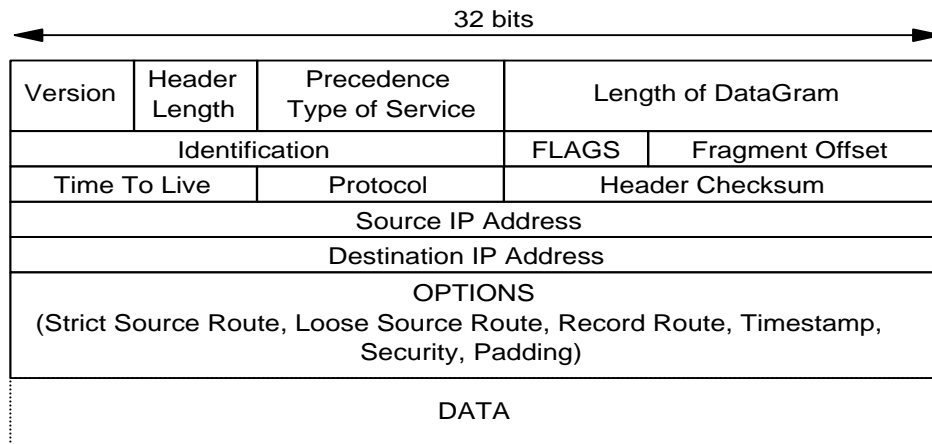 32 bits
Version Header Length Precedence Type of Service Length of DataGram
Identification FLAGS Fragment Offset
Time To Live Protocol Header Checksum
Source IP Address
Destination IP Address
OPTIONS
(Strict Source Route, Loose Source Route, Record Route, Timestamp,
Security, Padding)
DATA